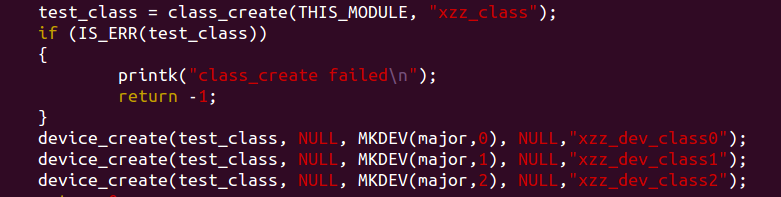 test_class = class_create(THIS_MODULE, "xzz_class");
if (IS_ERR(test_class))
{
printk("class_create failed\n");
return -1;
}
device_create(test_class, NULL, MKDEV(major,0), NULL,"xzz_dev_class0");
device_create(test_class, NULL, MKDEV(major,1), NULL,"xzz_dev_class1");
device_create(test_class, NULL, MKDEV(major,2), NULL,"xzz_dev_class2");